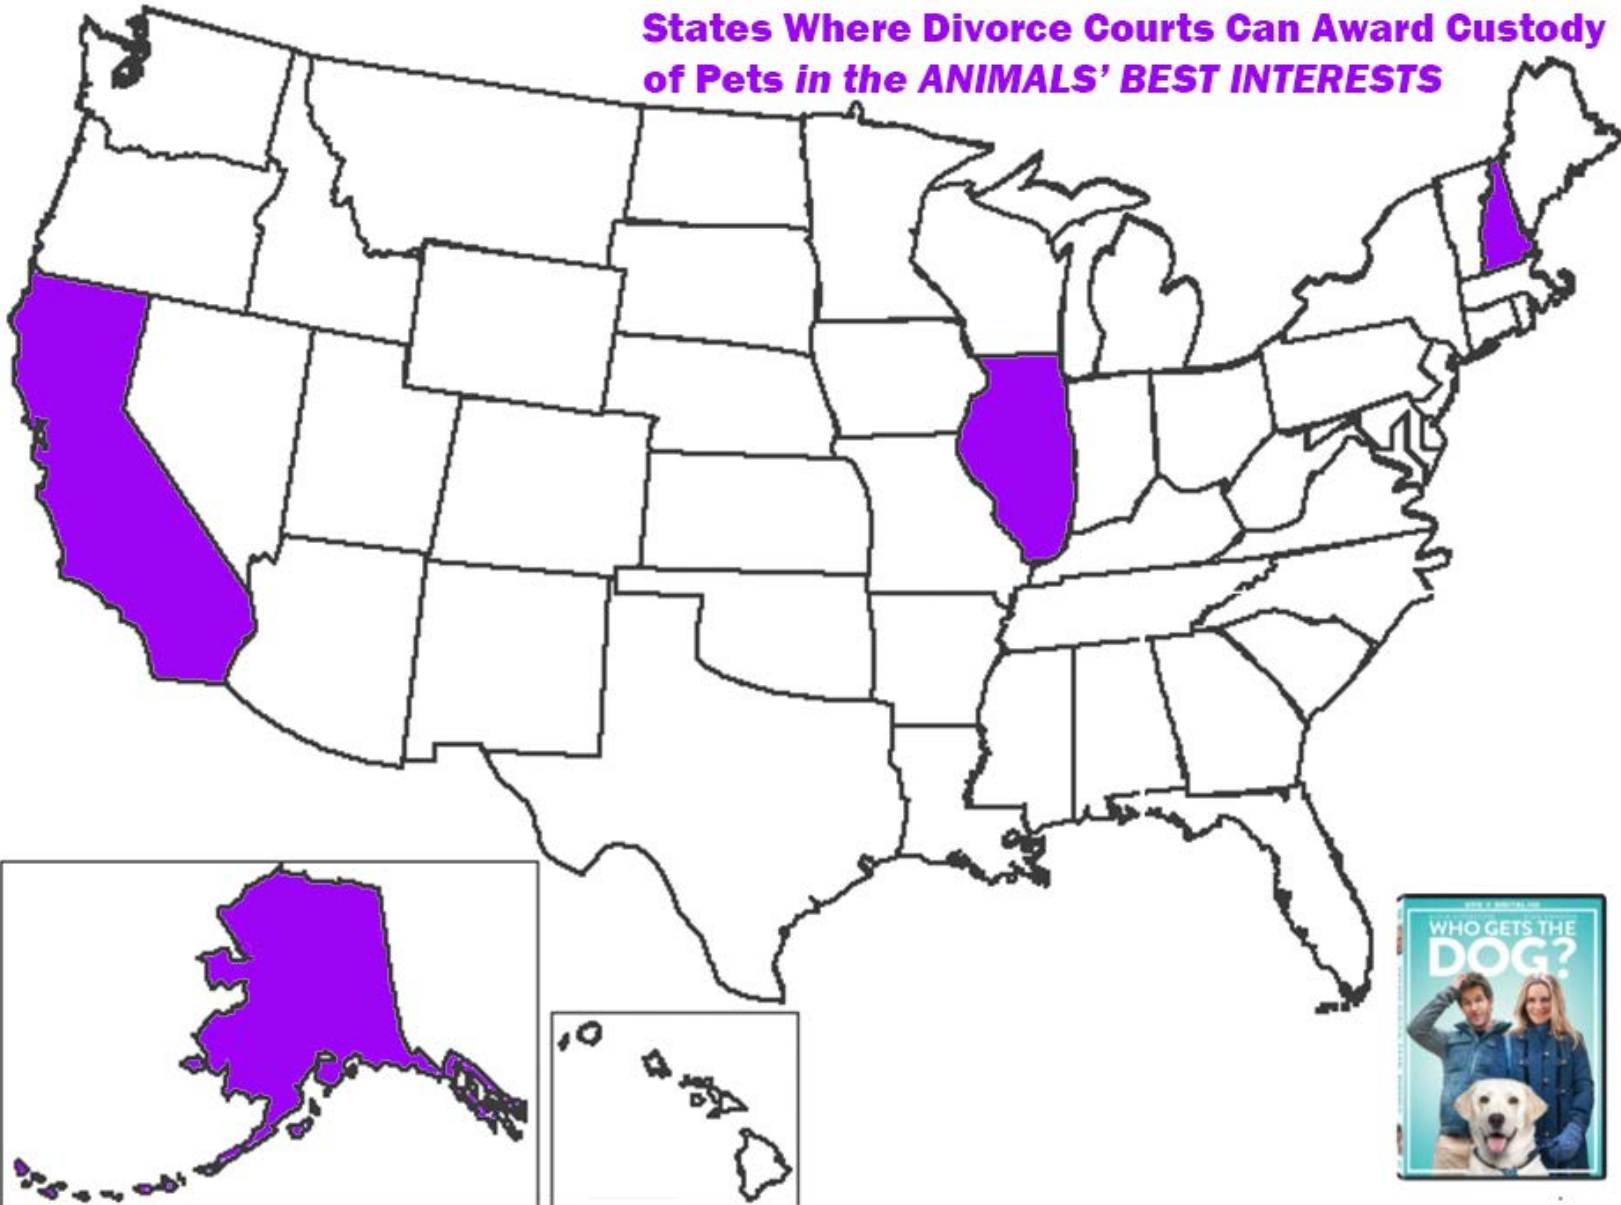 States Where Divorce Courts Can Award Custody
of Pets in the ANIMALS' BEST INTERESTS
WHO GETS THE
DOG?